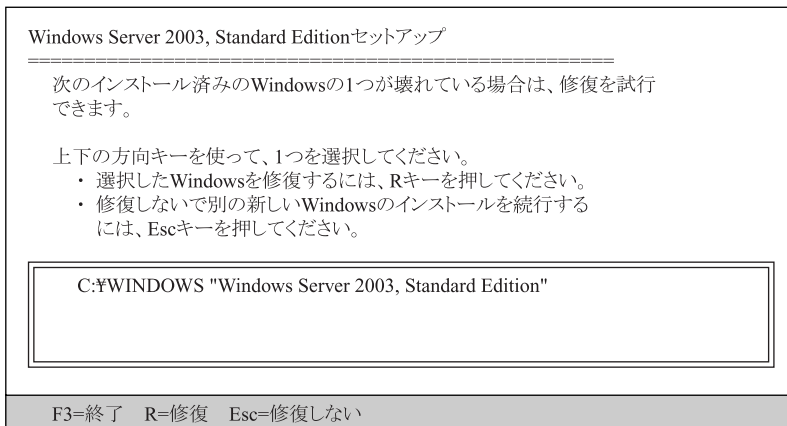 Windows Server 2003, Standard Editionセットアップ
=====================================================
次のインストール済みのWindowsの1つが壊れている場合は、修復を試行
できます。
上下の方向キーを使って、1つを選択してください。
・ 選択したWindowsを修復するには、Rキーを押してください。
・ 修復しないで別の新しいWindowsのインストールを続行する
には、Escキーを押してください。
C:¥WINDOWS "Windows Server 2003, Standard Edition"
F3=終了　R=修復　Esc=修復しない